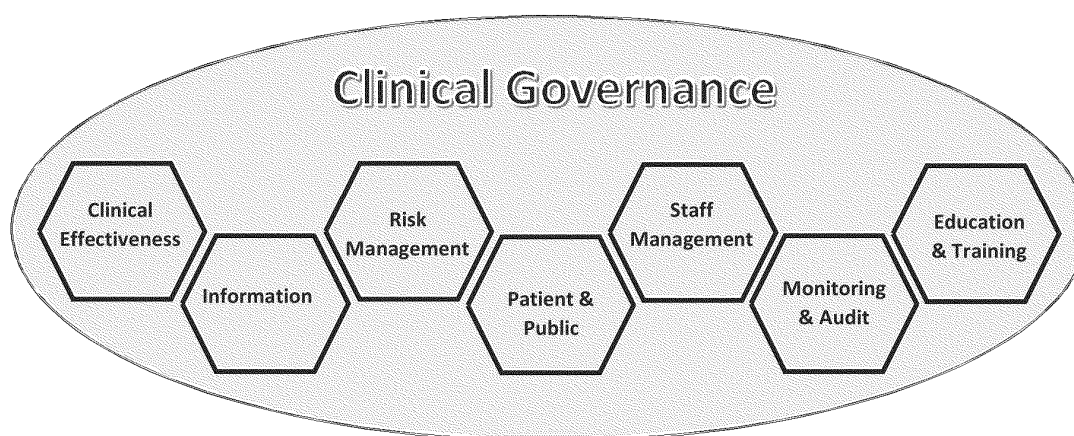 Clinical Governance
Clinical
Effectiveness
Information
Risk
Management
Patient &
Public
Staff
Management
Monitoring
& Audit
Education
& Training